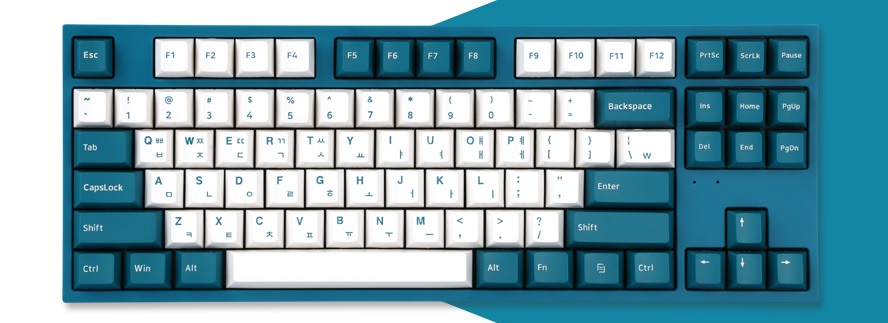 Esc F1 F2 F3 F4 F5 F6 F7 F8 F9 F10 F11 F12 PrtSc ScrLk Pause
~ ! @ # $ % ^ & * ( ) _ + Backspace Ins Home PgUp
` 1 2 3 4 5 6 7 8 9 0 - =
Tab Q ㅃ W ㅉ E ㄸ R ㄲ T ㅆ Y I U O ㅒ P ㅖ { } | Del End PgDn
ㅂ ㅈ ㄷ ㄱ ㅅ ㅛ ㅑ ㅕ ㅐ ㅔ [ ] \ W
CapsLock A S D F G H J K L : " Enter
ㅁ ㄴ ㅇ ㄹ ㅎ ㅗ ㅓ ㅏ ㅣ ; '
Shift Z X C V B N M < > ? Shift ↑
ㅋ ㅌ ㅊ ㅍ ㅠ ㅜ ㅡ , . /
Ctrl Win Alt Alt Fn Ctrl ← ↓ →